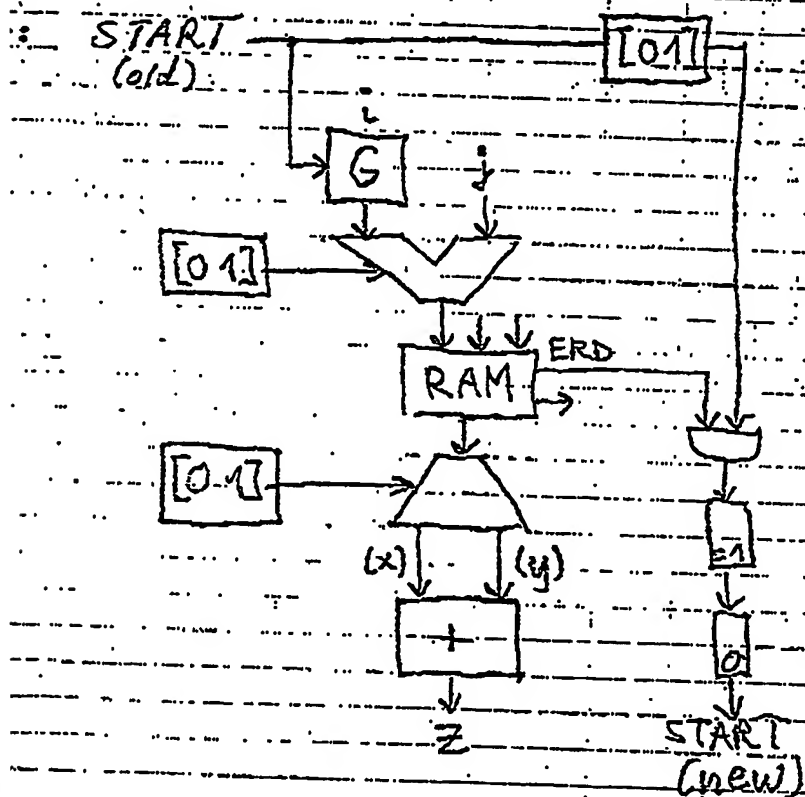 : START [01]
(old)
i
G j
[01]
ERD
RAM
[01]
(x) (y)
=1
+
0
Z START
(new)